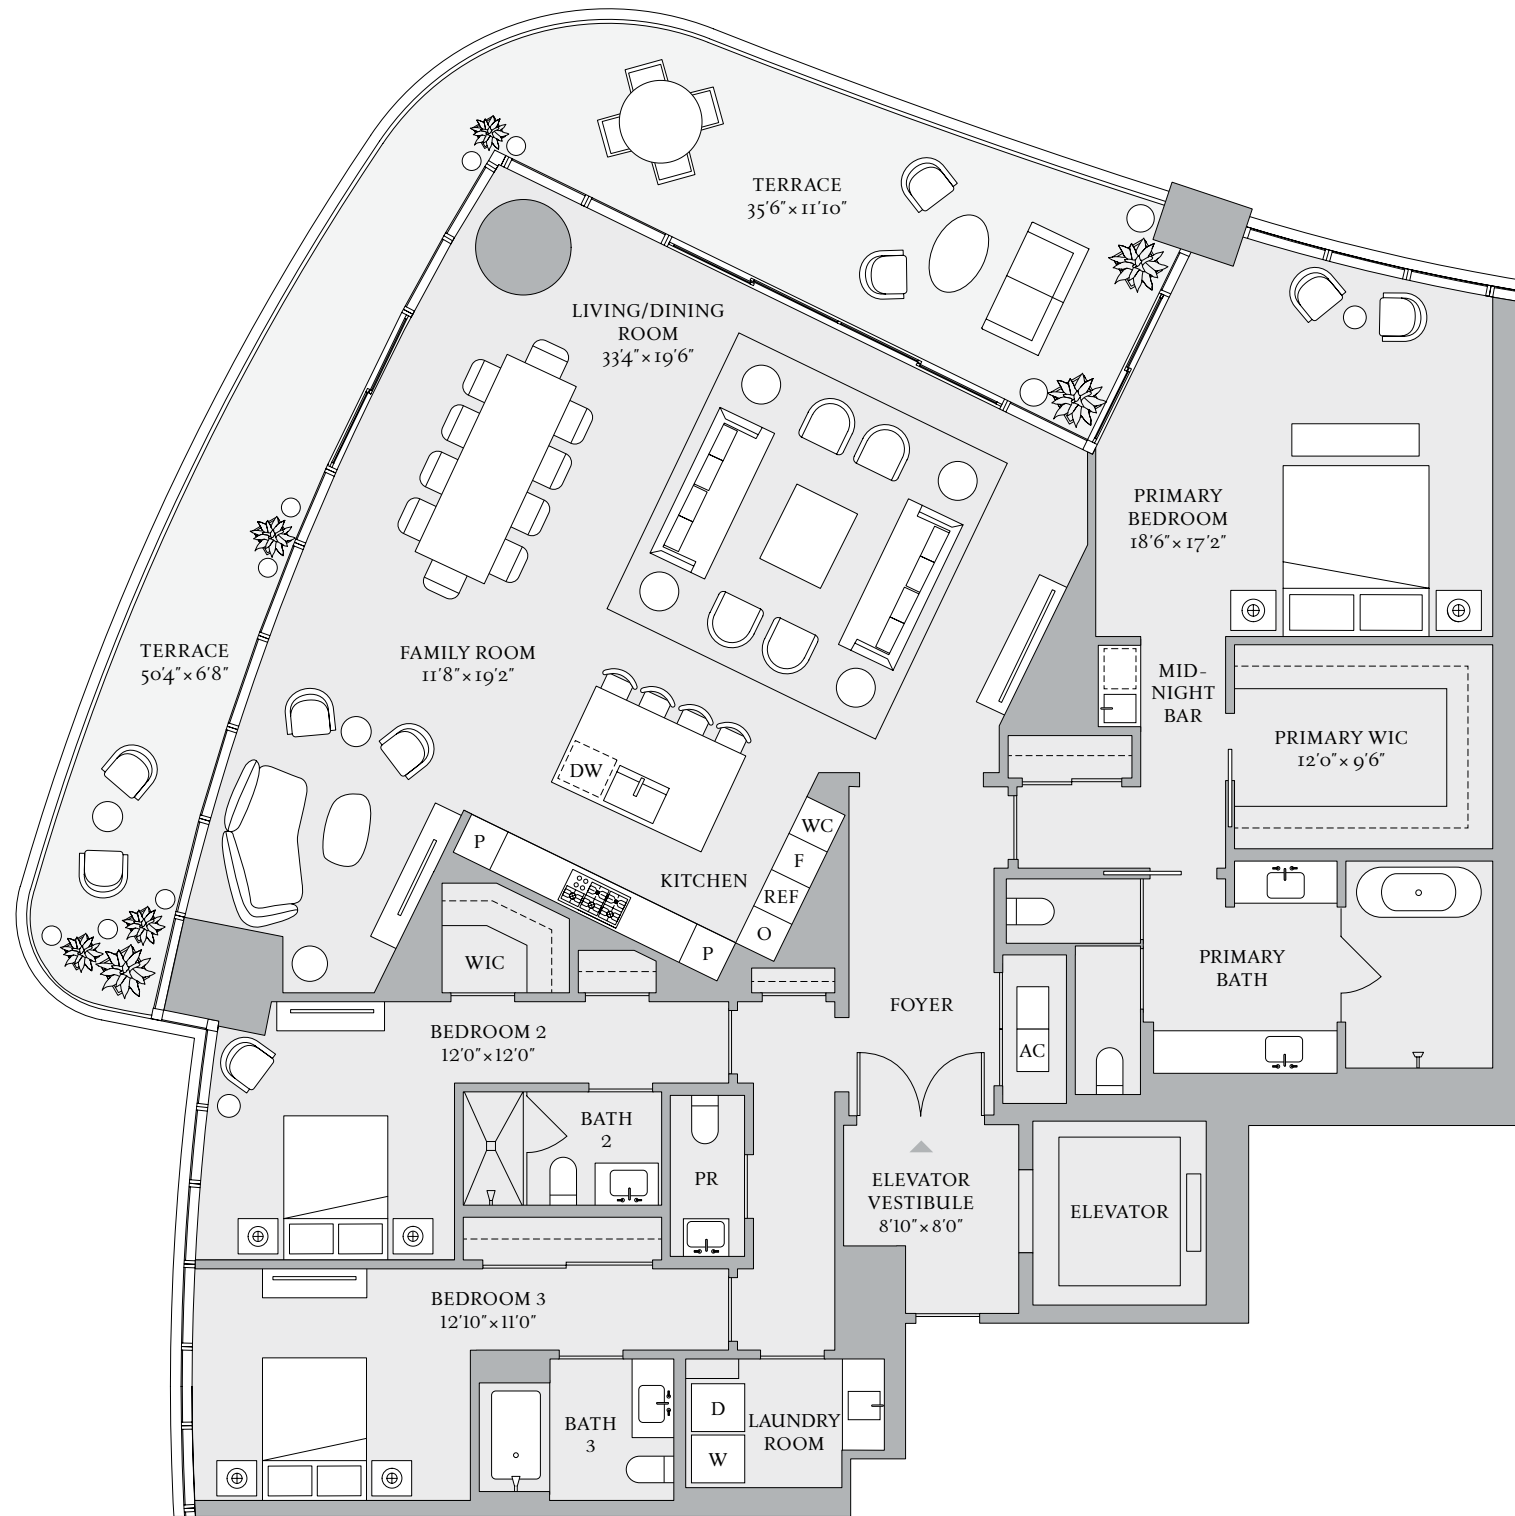 TERRACE
35'6"×11'10"
LIVING/DINING
ROOM
33'4"×19'6"
PRIMARY
BEDROOM
18'6"×17'2"
TERRACE
50'4"×6'8"
FAMILY ROOM
11'8"×19'2"
MID-
NIGHT
BAR
PRIMARY WIC
12'0"×9'6"
DW
P
WC
F
REF
O
KITCHEN
P
WIC
PRIMARY
BATH
FOYER
AC
BEDROOM 2
12'0"×12'0"
BATH
2
PR
ELEVATOR
VESTIBULE
8'10"×8'0"
ELEVATOR
BEDROOM 3
12'10"×11'0"
BATH
3
D
W
LAUNDRY
ROOM